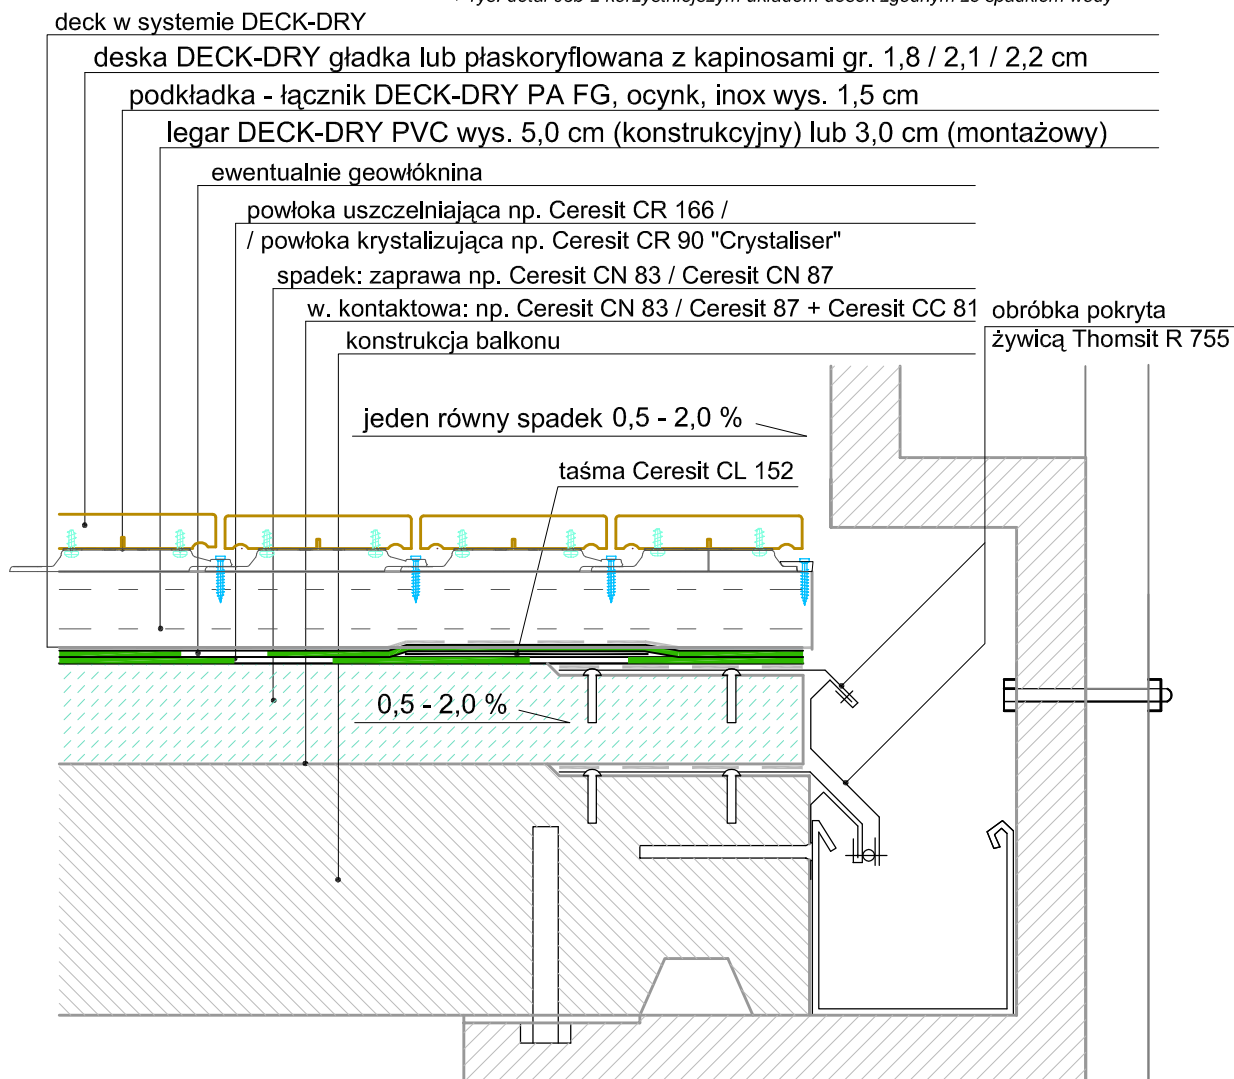 deck w systemie DECK-DRY
deska DECK-DRY gładka lub płaskoryflowana z kapinosami gr. 1,8 / 2,1 / 2,2 cm
podkładka - łącznik DECK-DRY PA FG, ocynk, inox wys. 1,5 cm
legar DECK-DRY PVC wys. 5,0 cm (konstrukcyjny) lub 3,0 cm (montażowy)
ewentualnie geowłóknina
powłoka uszczelniająca np. Ceresit CR 166 /
/ powłoka krystalizująca np. Ceresit CR 90 "Crystaliser"
spadek: zaprawa np. Ceresit CN 83 / Ceresit CN 87
w. kontaktowa: np. Ceresit CN 83 / Ceresit 87 + Ceresit CC 81
konstrukcja balkonu
obróbka pokryta
żywicą Thomsit R 755
jeden równy spadek 0,5 - 2,0 %
taśma Ceresit CL 152
0,5 - 2,0 %